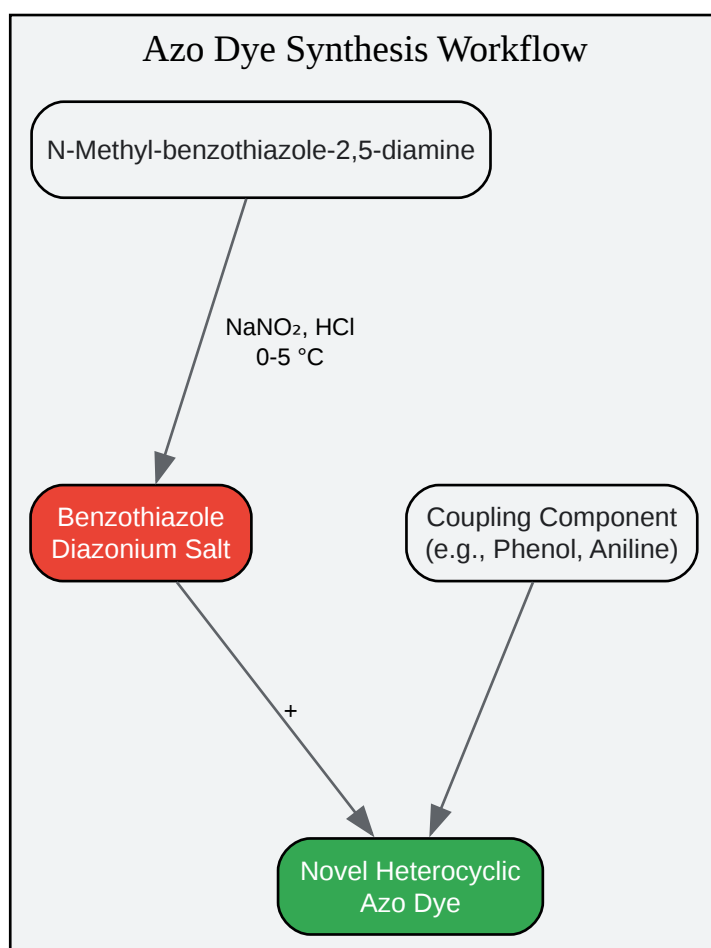 Azo Dye Synthesis Workflow
N-Methyl-benzothiazole-2,5-diamine
NaNO₂, HCl
0-5 °C
Benzothiazole
Diazonium Salt
Coupling Component
(e.g., Phenol, Aniline)
+
Novel Heterocyclic
Azo Dye